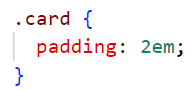 .card {
  padding: 2em;
}